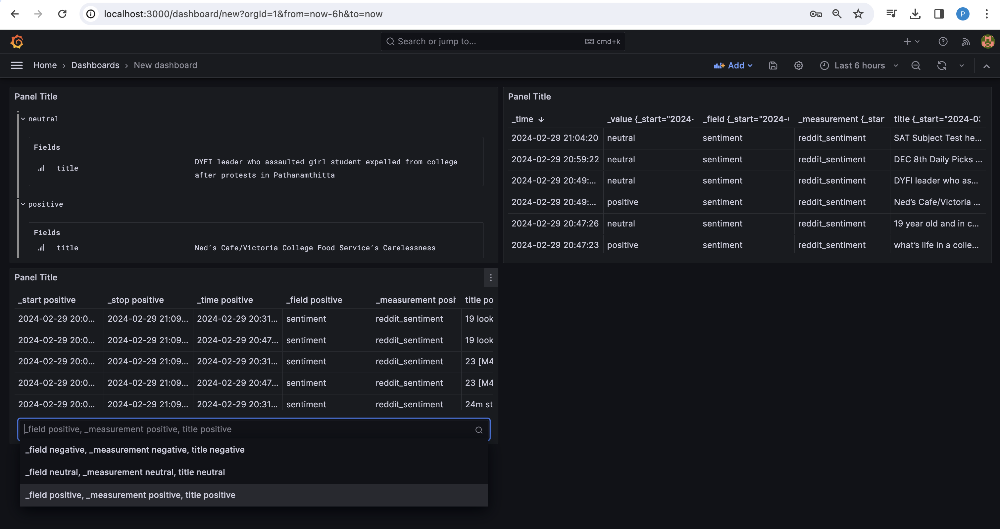 localhost:3000/dashboard/new?orgId=1&from=now-6h&to=now
P
Search or jump to...
cmd+k
Home › Dashboards › New dashboard
Add
Last 6 hours
Panel Title
neutral
Fields
title
DYFI leader who assaulted girl student expelled from college
after protests in Pathanamthitta
positive
Fields
title
Ned’s Cafe/Victoria College Food Service’s Carelessness
Panel Title
_time _value {_start="2024- _field {_start="2024-( _measurement {_star title {_start="2024-03
2024-02-29 21:04:20 neutral sentiment reddit_sentiment SAT Subject Test he...
2024-02-29 20:59:22 neutral sentiment reddit_sentiment DEC 8th Daily Picks ...
2024-02-29 20:49:... neutral sentiment reddit_sentiment DYFI leader who as...
2024-02-29 20:49:... positive sentiment reddit_sentiment Ned’s Cafe/Victoria ...
2024-02-29 20:47:26 neutral sentiment reddit_sentiment 19 year old and in c...
2024-02-29 20:47:23 positive sentiment reddit_sentiment what’s life in a colle...
Panel Title
_start positive _stop positive _time positive _field positive _measurement posi title po
2024-02-29 20:0... 2024-02-29 21:09... 2024-02-29 20:31... sentiment reddit_sentiment 19 look
2024-02-29 20:0... 2024-02-29 21:09... 2024-02-29 20:47... sentiment reddit_sentiment 19 look
2024-02-29 20:0... 2024-02-29 21:09... 2024-02-29 20:31... sentiment reddit_sentiment 23 [M4
2024-02-29 20:0... 2024-02-29 21:09... 2024-02-29 20:47... sentiment reddit_sentiment 23 [M4
2024-02-29 20:0... 2024-02-29 21:09... 2024-02-29 20:31... sentiment reddit_sentiment 24m st
_field positive, _measurement positive, title positive
_field negative, _measurement negative, title negative
_field neutral, _measurement neutral, title neutral
_field positive, _measurement positive, title positive